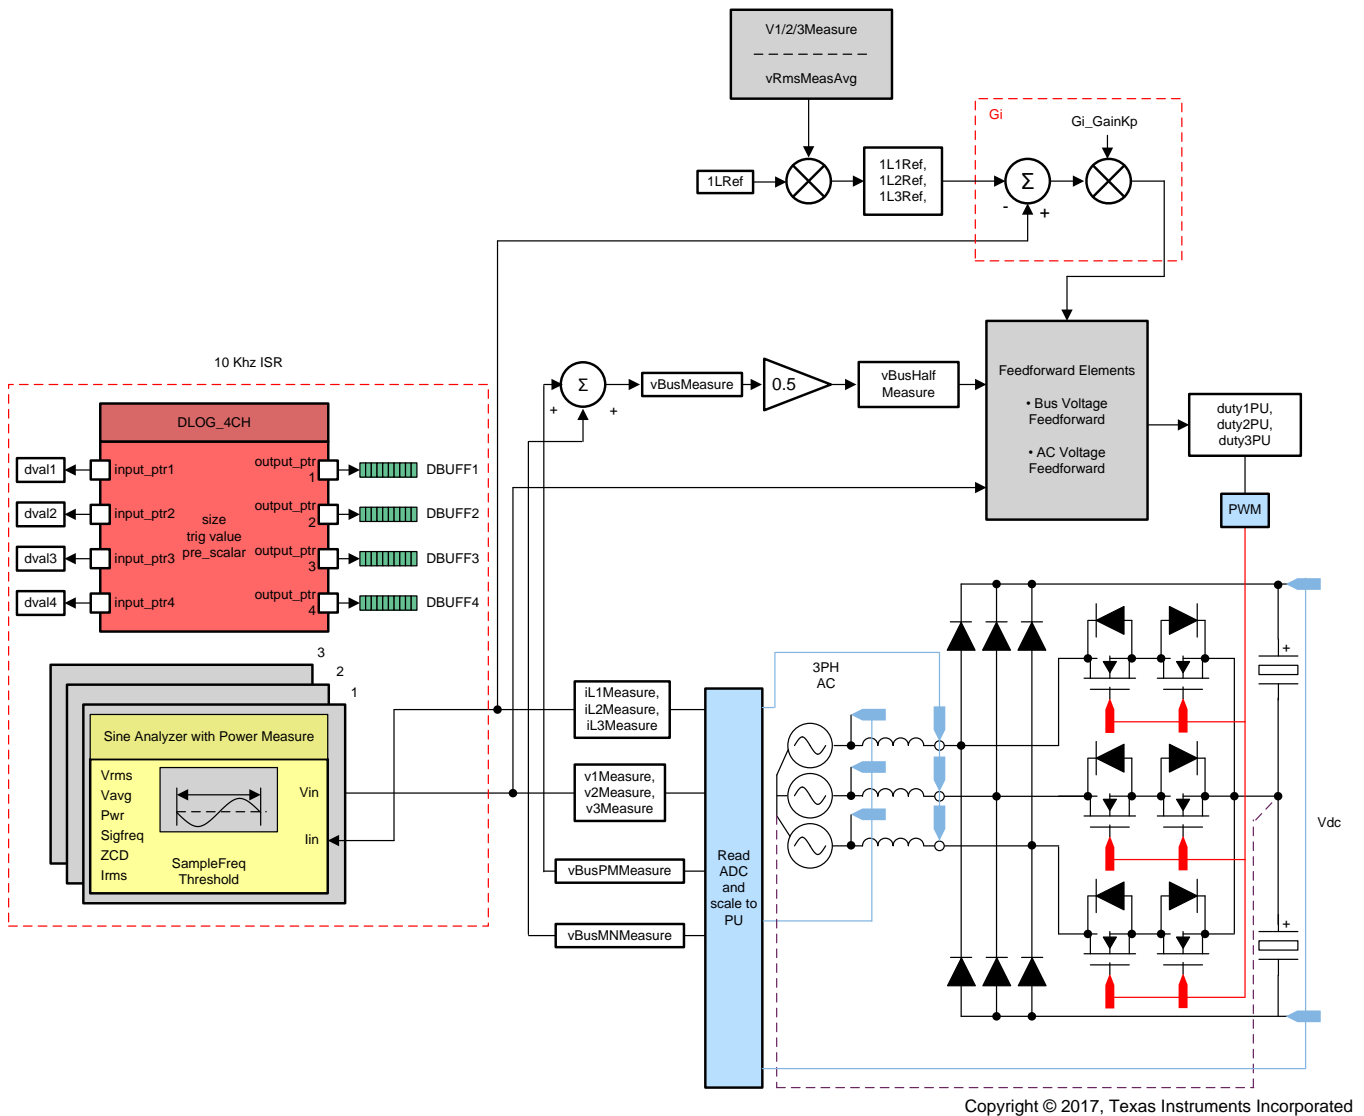 V1/2/3Measure
vRmsMeasAvg
Gi
Gi_GainKp
1LRef
1L1Ref,
1L2Ref,
1L3Ref,
Σ
-
+
10 Khz ISR
DLOG_4CH
dval1
input_ptr1
output_ptr
1
DBUFF1
dval2
input_ptr2
output_ptr
2
DBUFF2
size
trig value
pre_scalar
dval3
input_ptr3
output_ptr
3
DBUFF3
dval4
input_ptr4
output_ptr
4
DBUFF4
Σ
+
+
vBusMeasure
0.5
vBusHalf
Measure
Feedforward Elements
• Bus Voltage
Feedforward
• AC Voltage
Feedforward
duty1PU,
duty2PU,
duty3PU
PWM
3
2
1
Sine Analyzer with Power Measure
Vrms
Vavg
Pwr
Sigfreq
ZCD
Irms
Vin
Iin
SampleFreq
Threshold
iL1Measure,
iL2Measure,
iL3Measure
v1Measure,
v2Measure,
v3Measure
vBusPMMeasure
vBusMNMeasure
Read
ADC
and
scale to
PU
3PH
AC
+
+
Vdc
Copyright © 2017, Texas Instruments Incorporated